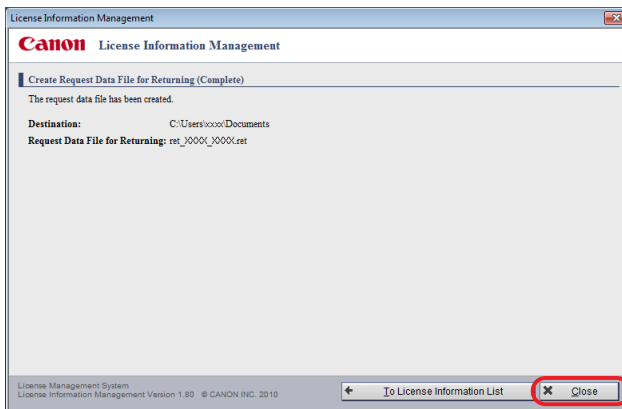 License Information Management
Canon License Information Management
Create Request Data File for Returning (Complete)
The request data file has been created.
Destination: C:\Users\xxxx\Documents
Request Data File for Returning: ret_XXXX_XXXX.ret
License Management System
License Information Management Version 1.80 © CANON INC. 2010
To License Information List
Close